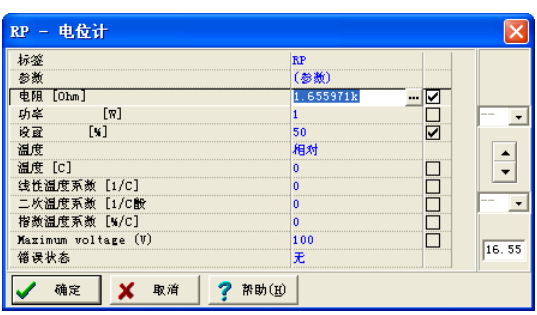 RP - 电位计
标签 RP
参数 (参数)
电阻 [Ohm] 1.655971k ...
功率 [W] 1
设置 [%] 50
温度 相对
温度 [C] 0
线性温度系数 [1/C] 0
二次温度系数 [1/C酸 0
指数温度系数 [%/C] 0
Maximum voltage (V) 100
错误状态 无
16.55
确定 取消 帮助(H)